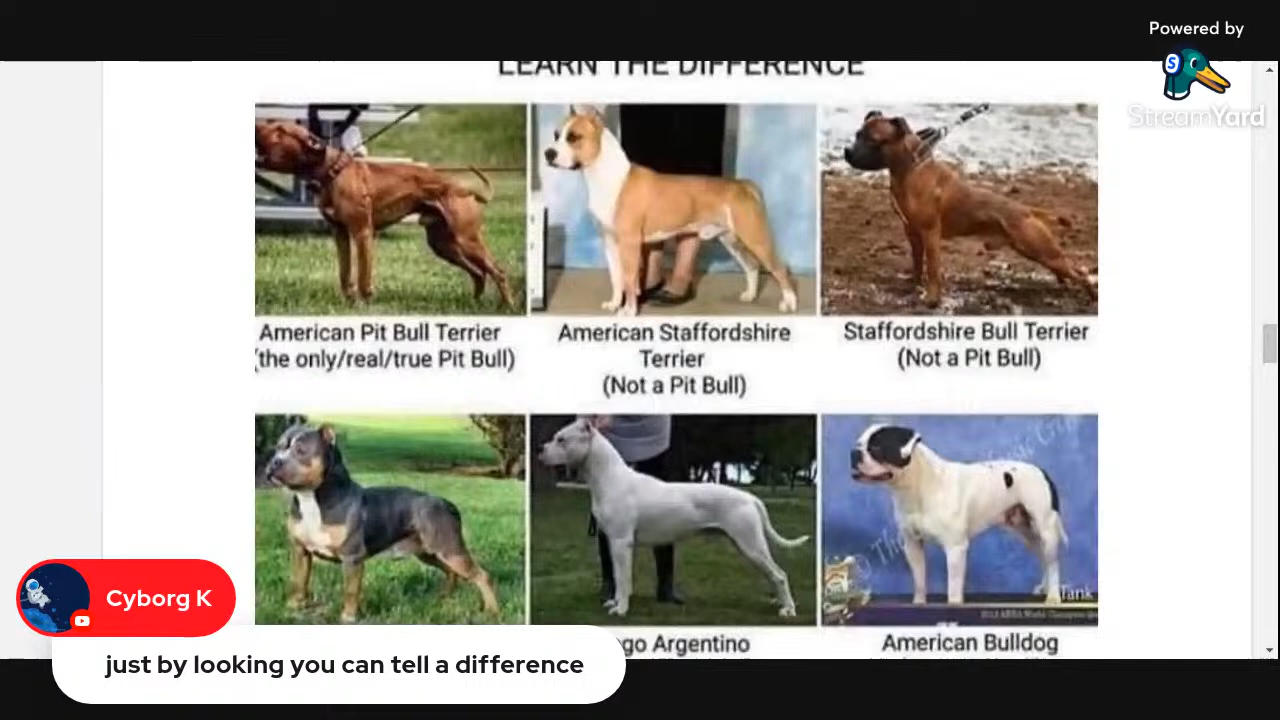 Powered by
StreamYard
LEARN THE DIFFERENCE
American Pit Bull Terrier
(the only/real/true Pit Bull)
American Staffordshire
Terrier
(Not a Pit Bull)
Staffordshire Bull Terrier
(Not a Pit Bull)
Tank
Argentino
American Bulldog
Cyborg K
just by looking you can tell a difference